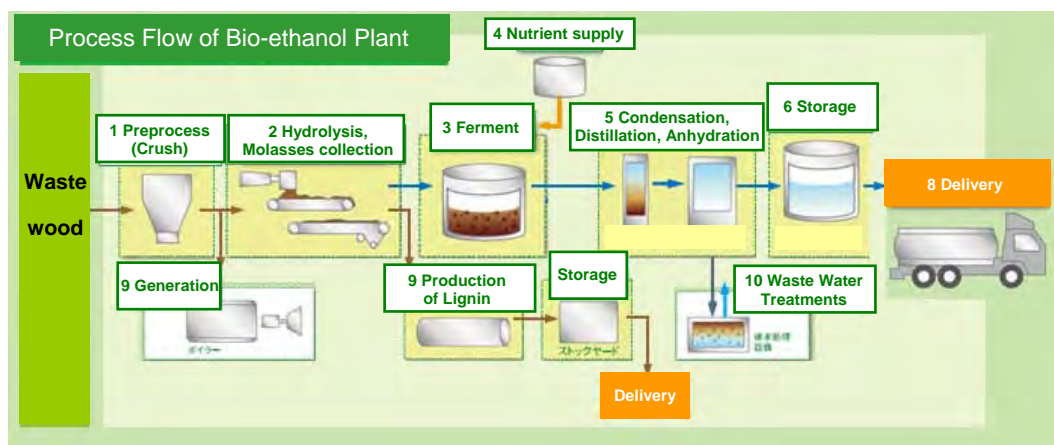 Process Flow of Bio-ethanol Plant
4 Nutrient supply
6 Storage
1 Preprocess
(Crush)
2 Hydrolysis,
Molasses collection
3 Ferment
5 Condensation,
Distillation, Anhydration
Waste
wood
8 Delivery
9 Generation
9 Production
of Lignin
Storage
10 Waste Water
Treatments
ボイラー
ストックヤード
Delivery